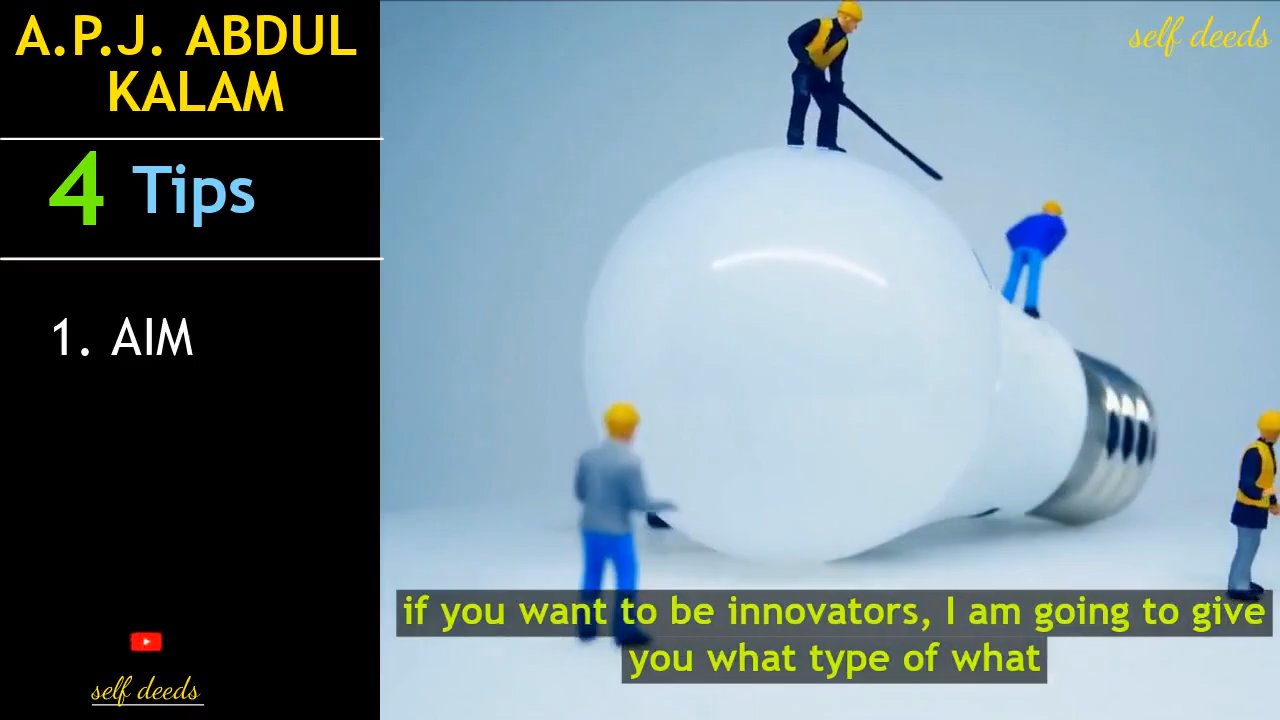 A.P.J. ABDUL
KALAM
4 Tips
1. AIM
self deeds
self deeds
if you want to be innovators, I am going to give
you what type of what